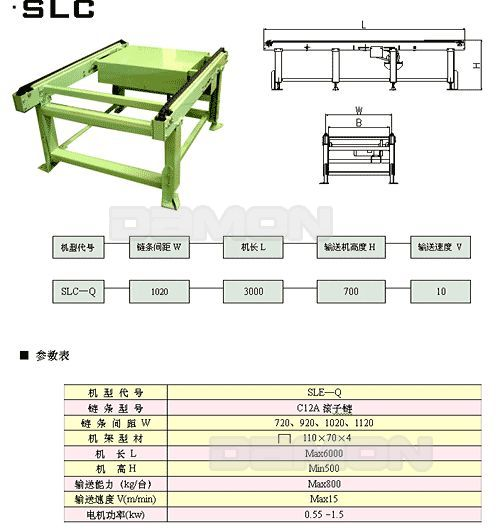 ·SLC
L
H
W
B
DAMON
机型代号 链条间距 W 机长 L 输送机高度 H 输送速度 V
SLC—Q 1020 3000 700 10
■ 参数表
机 型 代 号 SLE—Q
链 条 型 号 C12A 滚子链
链 条 间 距 W 720、920、1020、1120
机 架 型 材 110×70×4
机 长 L Max6000
机 高 H Min500
输送能力 (kg/台) Max800
输送速度 V(m/min) Max15
电机功率(kw) 0.55 -1.5
DAMON